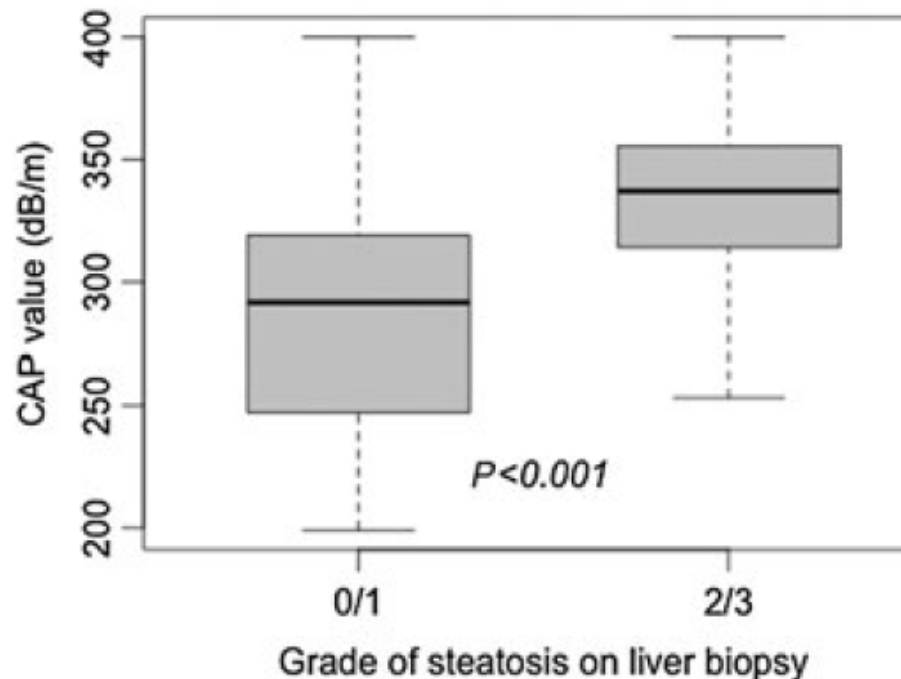 CAP value (dB/m)
400
350
300
250
200
P<0.001
0/1
2/3
Grade of steatosis on liver biopsy